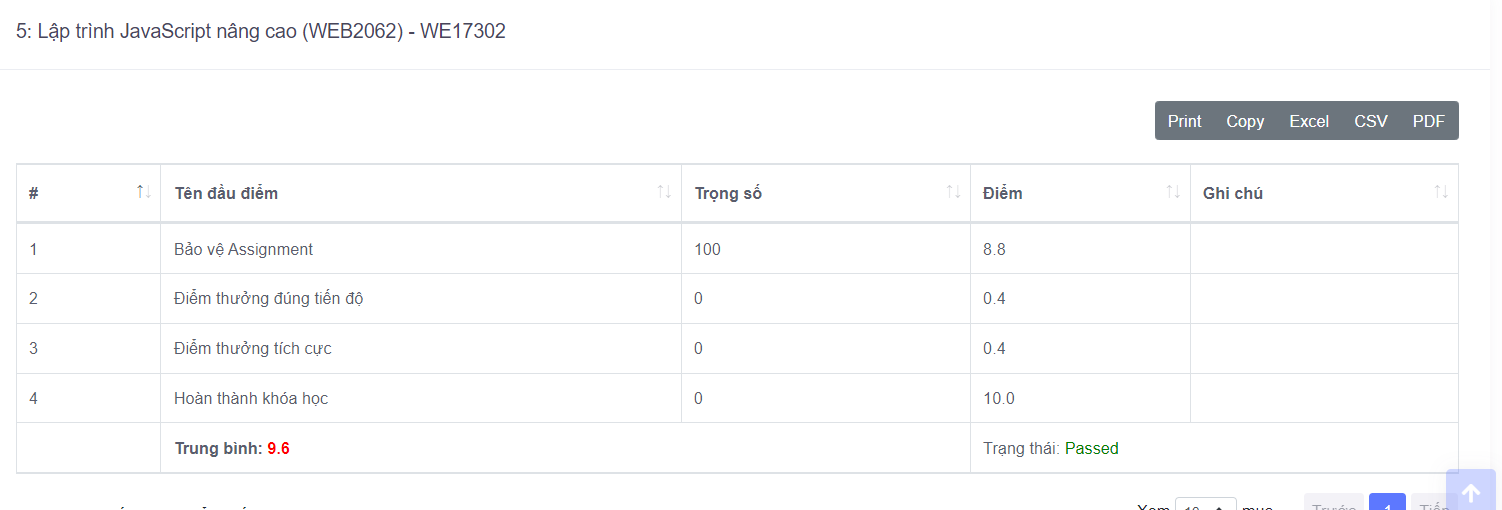 5: Lập trình JavaScript nâng cao (WEB2062) - WE17302
Print Copy Excel CSV PDF
# Tên đầu điểm Trọng số Điểm Ghi chú
1 Bảo vệ Assignment 100 8.8
2 Điểm thưởng đúng tiến độ 0 0.4
3 Điểm thưởng tích cực 0 0.4
4 Hoàn thành khóa học 0 10.0
Trung bình: 9.6 Trạng thái: Passed
Xem 10 mục Trước 1 Tiếp